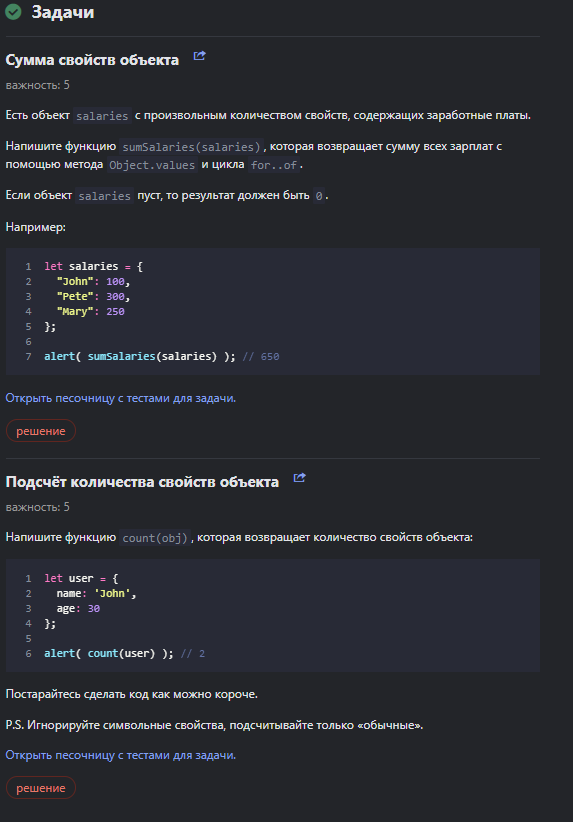 Задачи
Сумма свойств объекта
важность: 5
Есть объект salaries с произвольным количеством свойств, содержащих заработные платы.
Напишите функцию sumSalaries(salaries), которая возвращает сумму всех зарплат с
помощью метода Object.values и цикла for..of.
Если объект salaries пуст, то результат должен быть 0.
Например:
1 let salaries = {
2   "John": 100,
3   "Pete": 300,
4   "Mary": 250
5 };
6
7 alert( sumSalaries(salaries) ); // 650
Открыть песочницу с тестами для задачи.
решение
Подсчёт количества свойств объекта
важность: 5
Напишите функцию count(obj), которая возвращает количество свойств объекта:
1 let user = {
2   name: 'John',
3   age: 30
4 };
5
6 alert( count(user) ); // 2
Постарайтесь сделать код как можно короче.
P.S. Игнорируйте символьные свойства, подсчитывайте только «обычные».
Открыть песочницу с тестами для задачи.
решение